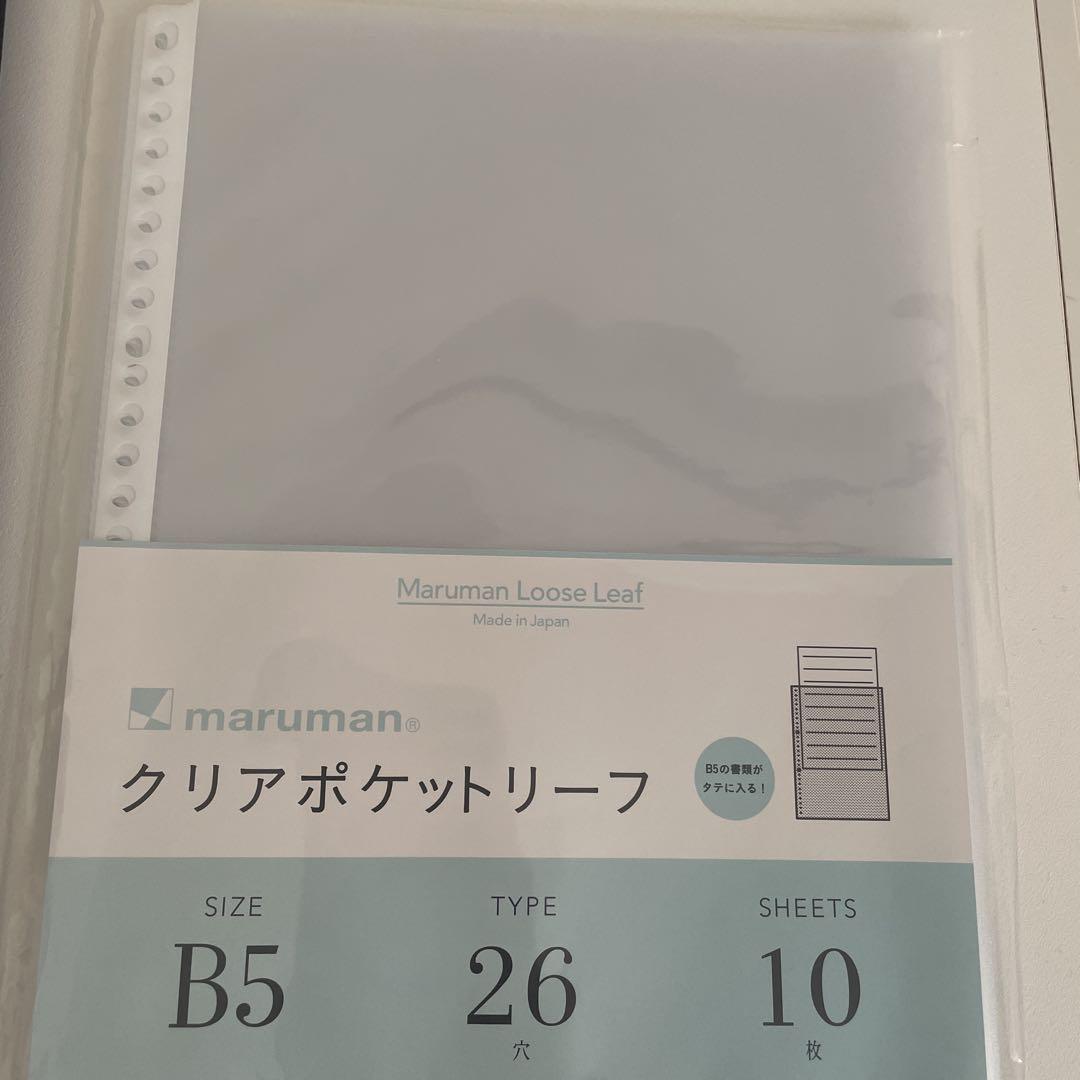 Maruman Loose Leaf
Made in Japan
maruman®
クリアポケットリーフ
B5の書類が
タテに入る！
SIZE
B5
TYPE
26
穴
SHEETS
10
枚